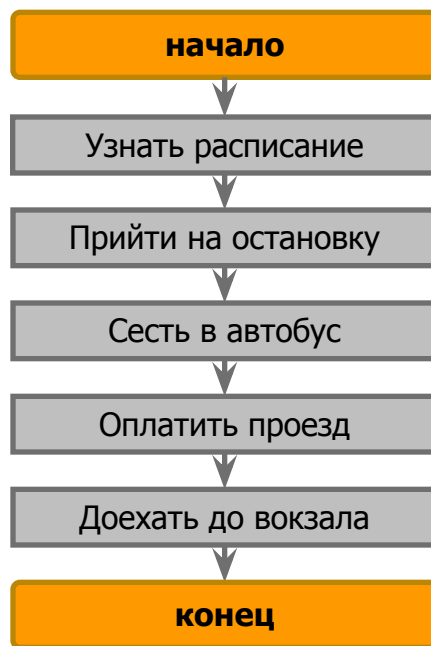 начало
Узнать расписание
Прийти на остановку
Сесть в автобус
Оплатить проезд
Доехать до вокзала
конец